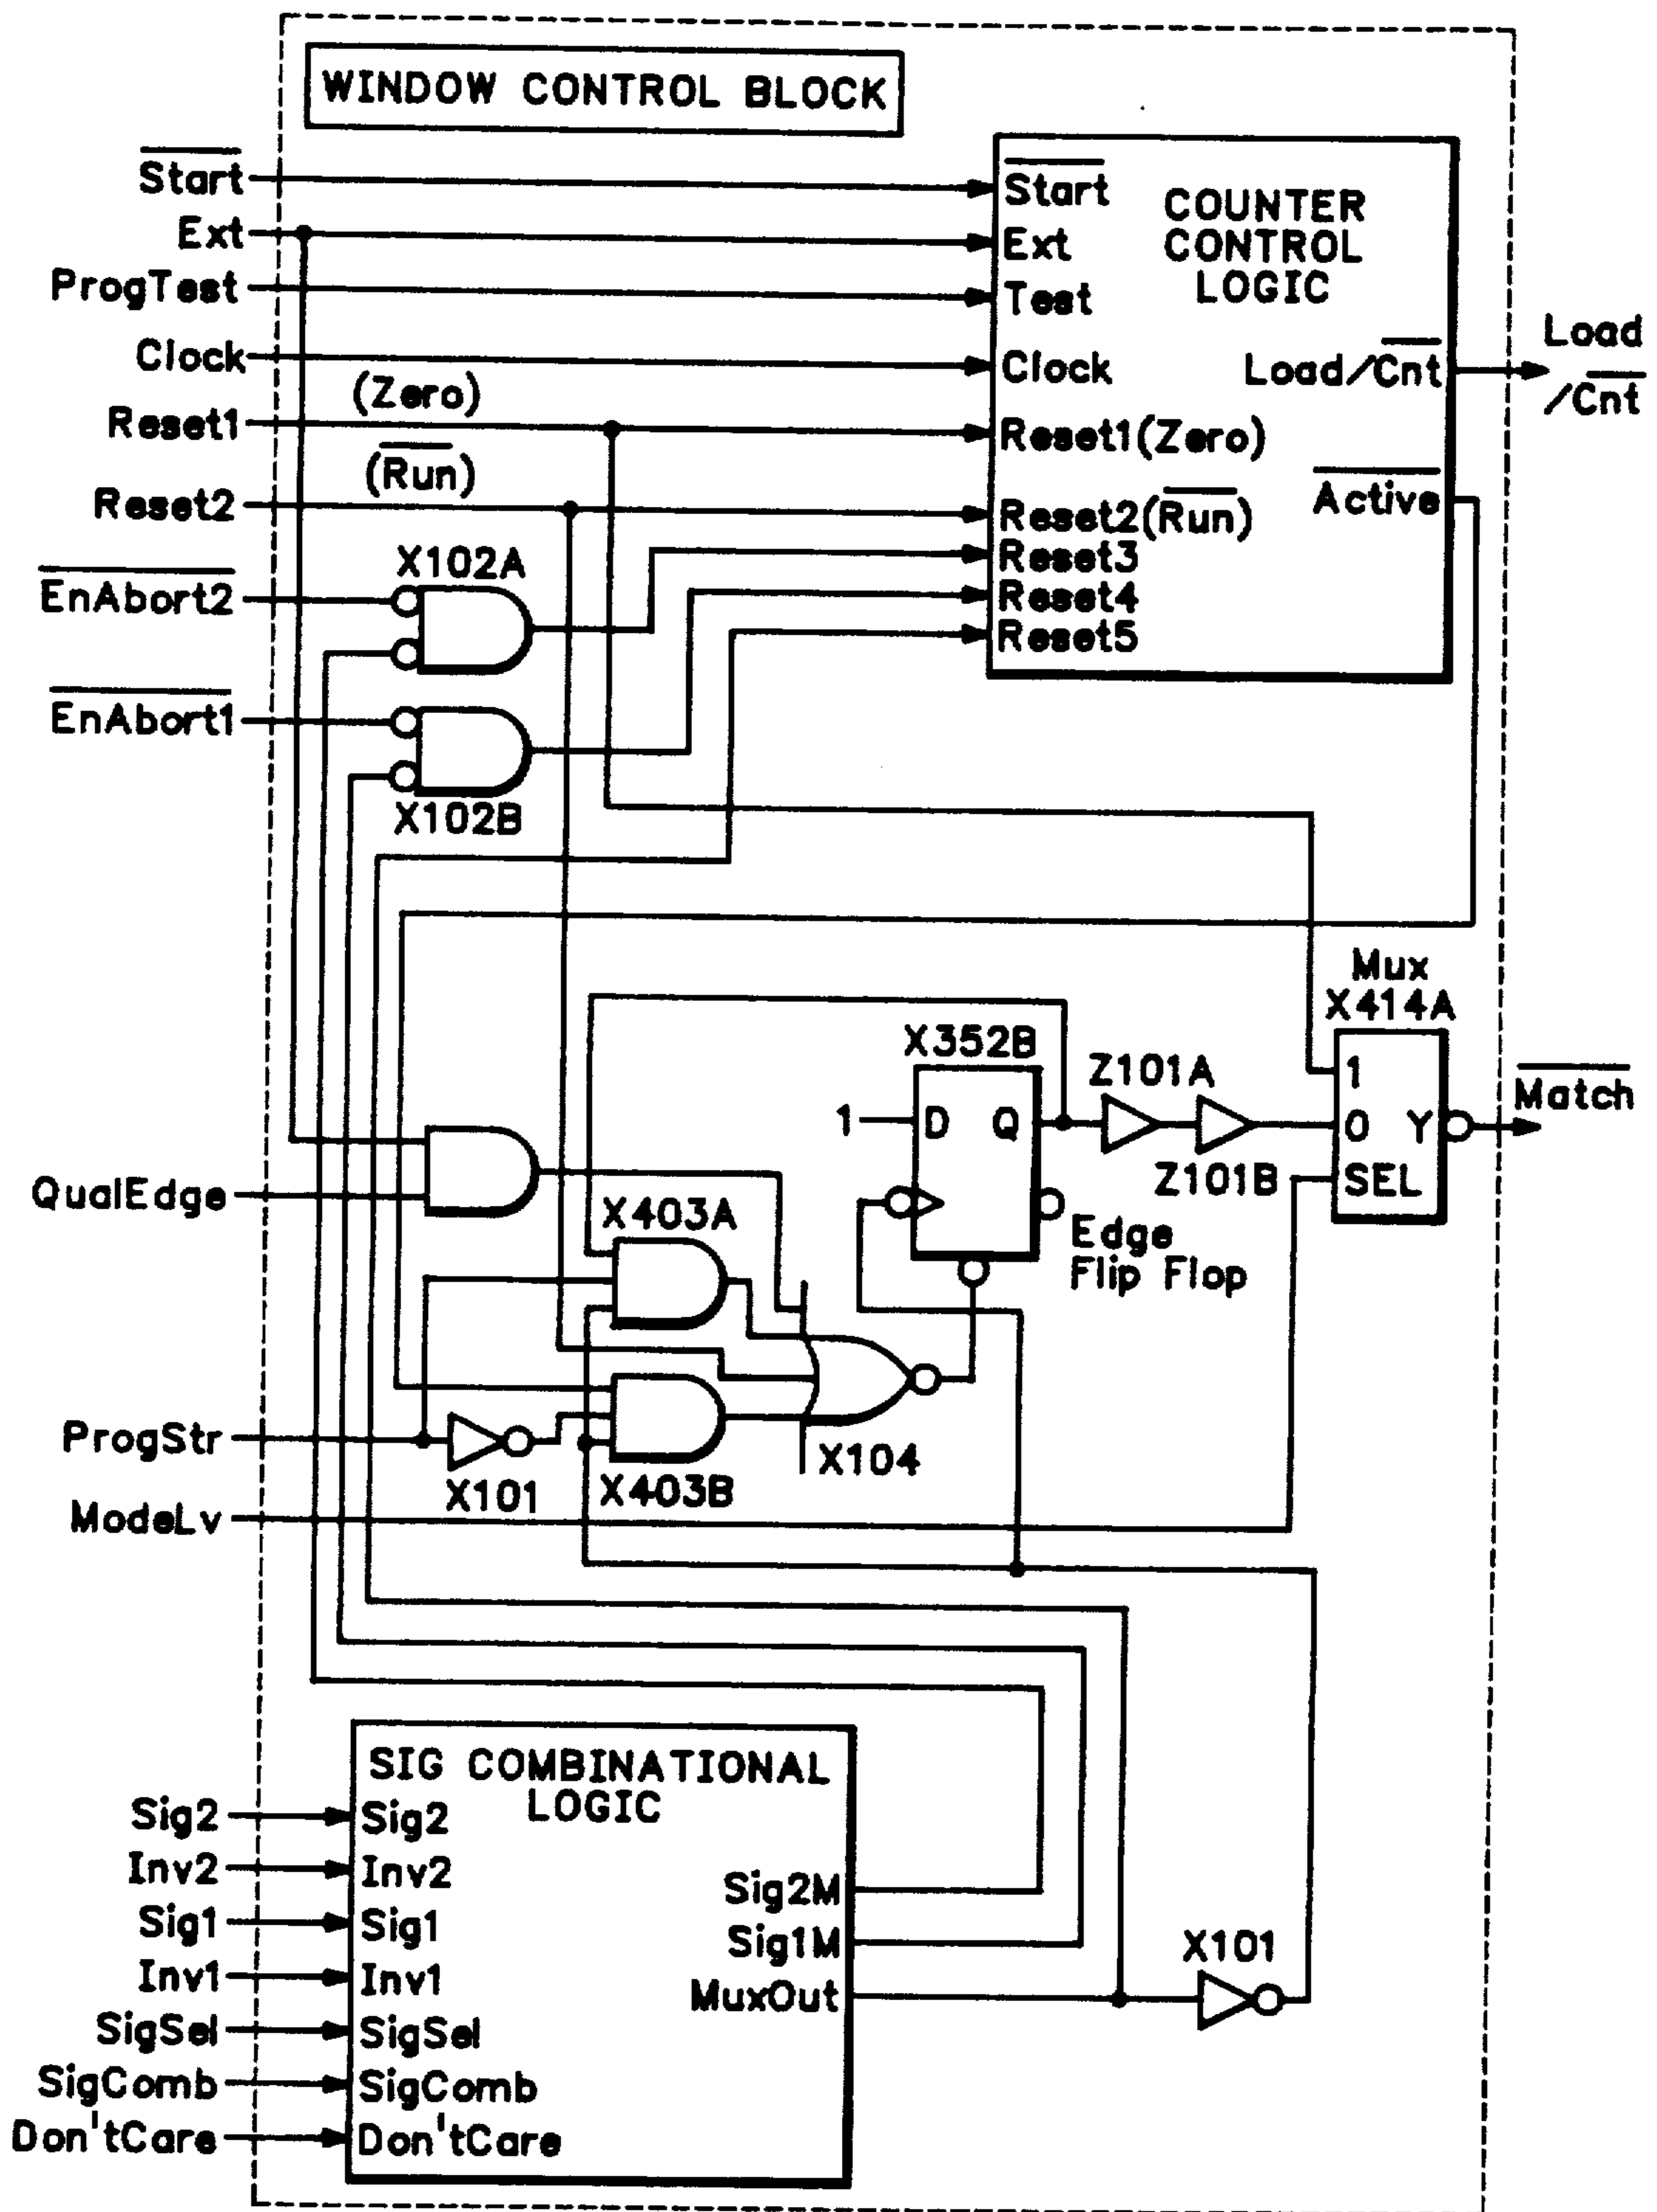 WINDOW CONTROL BLOCK
Start
Ext
ProgTest
Clock
(Zero)
Reset1
(Run)
Reset2
X102A
EnAbort2
EnAbort1
X102B
COUNTER
CONTROL
LOGIC
Start
Ext
Test
Clock
Load/Cnt
Reset1(Zero)
Active
Reset2(Run)
Reset3
Reset4
Reset5
Load
/Cnt
Mux
X414A
1
0 Y
SEL
Match
X352B
1
D Q
Z101A
Z101B
Edge
Flip Flop
QualEdge
X403A
ProgStr
X101
X403B
X104
ModeLv
SIG COMBINATIONAL
LOGIC
Sig2
Inv2
Sig1
Inv1
SigSel
SigComb
Don'tCare
Sig2
Inv2
Sig1
Inv1
SigSel
SigComb
Don'tCare
Sig2M
Sig1M
MuxOut
X101